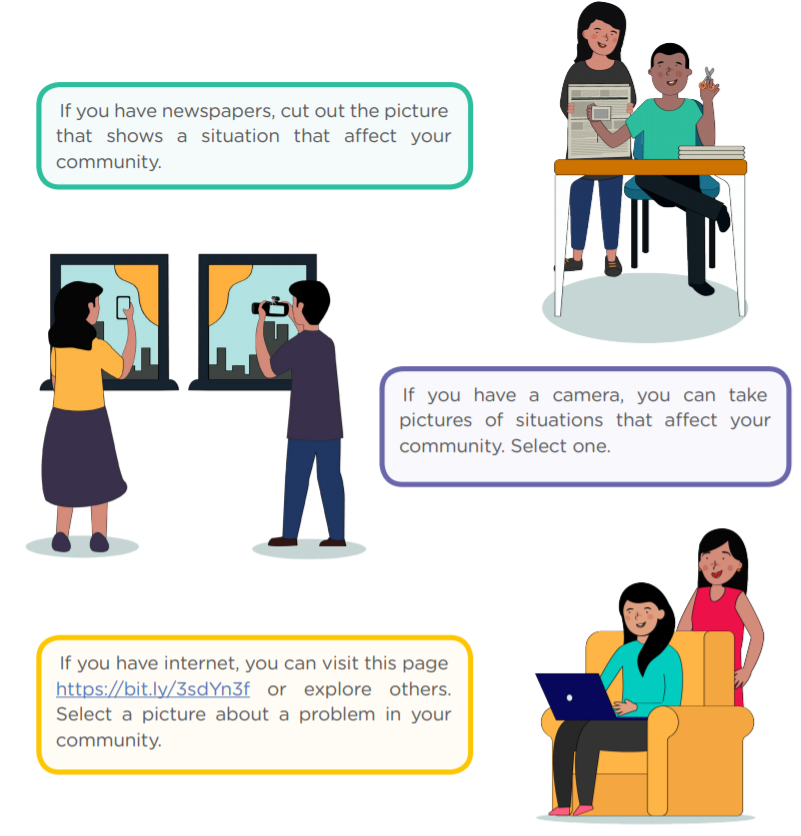 If you have newspapers, cut out the picture
that shows a situation that affect your
community.
If you have a camera, you can take
pictures of situations that affect your
community. Select one.
If you have internet, you can visit this page
https://bit.ly/3sdYn3f or explore others.
Select a picture about a problem in your
community.